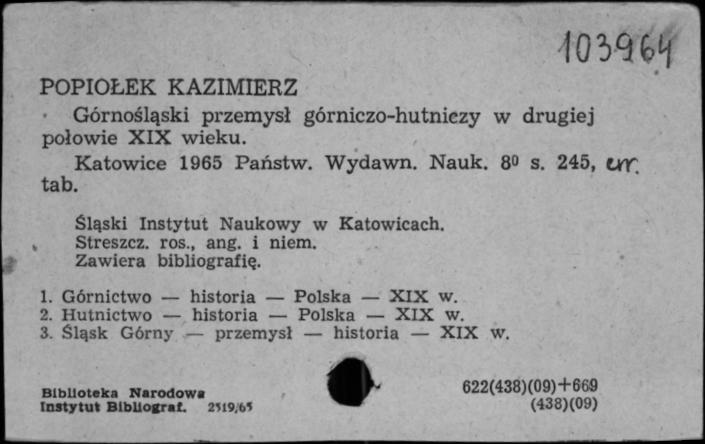 103964
POPIOŁEK KAZIMIERZ
Górnośląski przemysł górniczo-hutniczy w drugiej
połowie XIX wieku.
Katowice 1965 Państw. Wydawn. Nauk. 8⁰ s. 245, err.
tab.
Śląski Instytut Naukowy w Katowicach.
Streszcz. ros., ang. i niem.
Zawiera bibliografię.
1. Górnictwo — historia — Polska — XIX w.
2. Hutnictwo — historia — Polska — XIX w.
3. Śląsk Górny — przemysł — historia — XIX w.
622(438)(09)+669
(438)(09)
Biblioteka Narodowa
Instytut Bibliograf. 2519/65